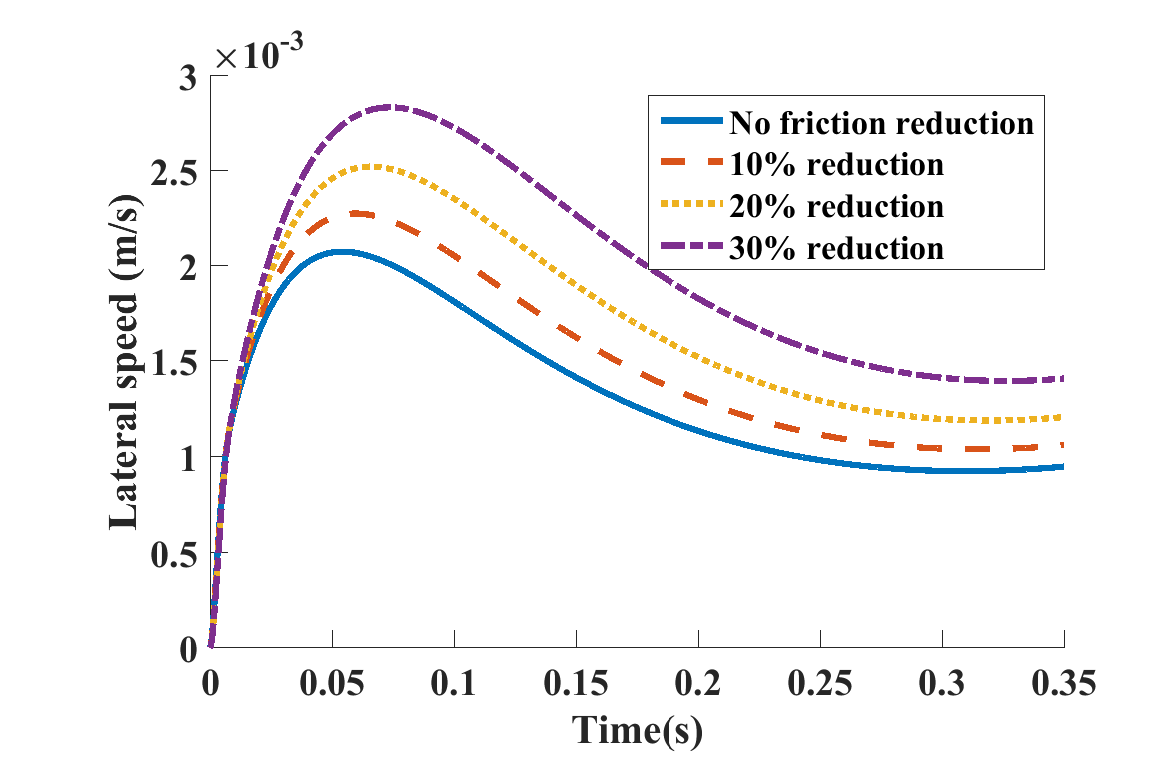 ×10-3
3
2.5
2
1.5
1
0.5
0
Lateral speed (m/s)
No friction reduction
10% reduction
20% reduction
30% reduction
0 0.05 0.1 0.15 0.2 0.25 0.3 0.35
Time(s)